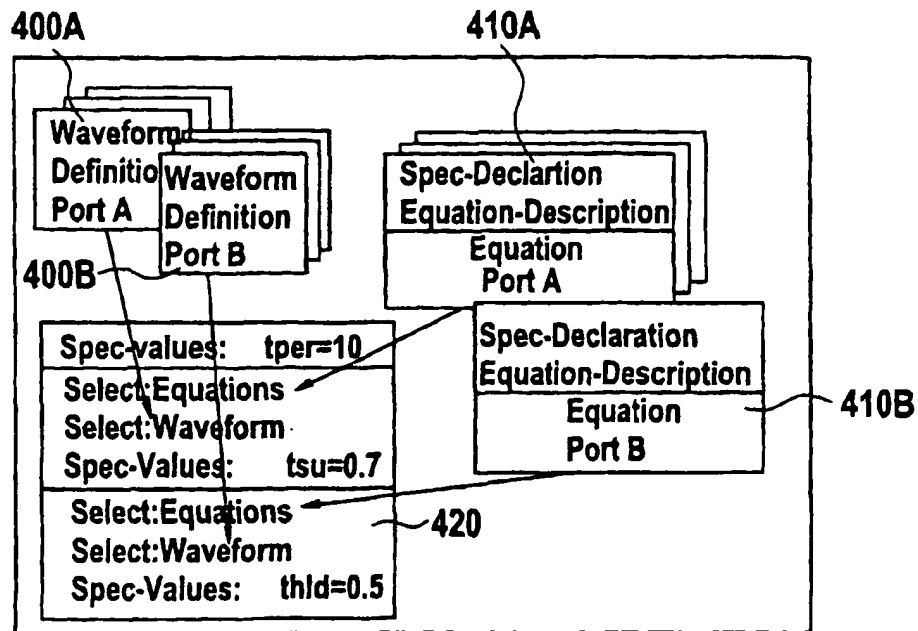 400A
410A
Waveform
Definitio
Port A
Waveform
Definition
Port B
400B
Spec-Declartion
Equation-Description
Equation
Port A
Spec-Declaration
Equation-Description
Equation
Port B
410B
Spec-values: tper=10
Select:Equations
Select:Waveform
Spec-Values: tsu=0.7
Select:Equations
Select:Waveform
Spec-Values: thld=0.5
420